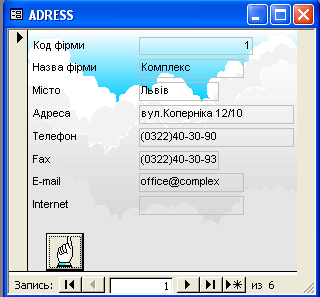 ADRESS
Код фірми 1
Назва фірми Комплекс
Місто Львів
Адреса вул.Коперніка 12/10
Телефон (0322)40-30-90
Fax (0322)40-30-93
E-mail office@complex
Internet
Запись: 1 из 6